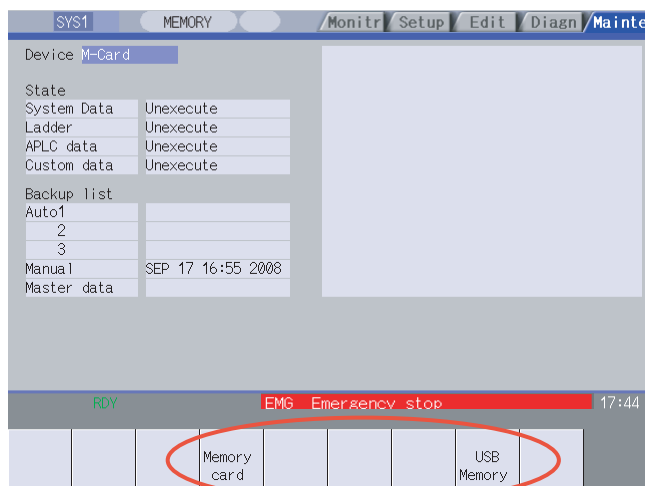 SYS1 MEMORY Monitr Setup Edit Diagn Mainte
Device M-Card
State
System Data Unexecute
Ladder Unexecute
APLC data Unexecute
Custom data Unexecute
Backup list
Auto1
2
3
Manual SEP 17 16:55 2008
Master data
RDY EMG Emergency stop 17:44
Memory card
USB Memory